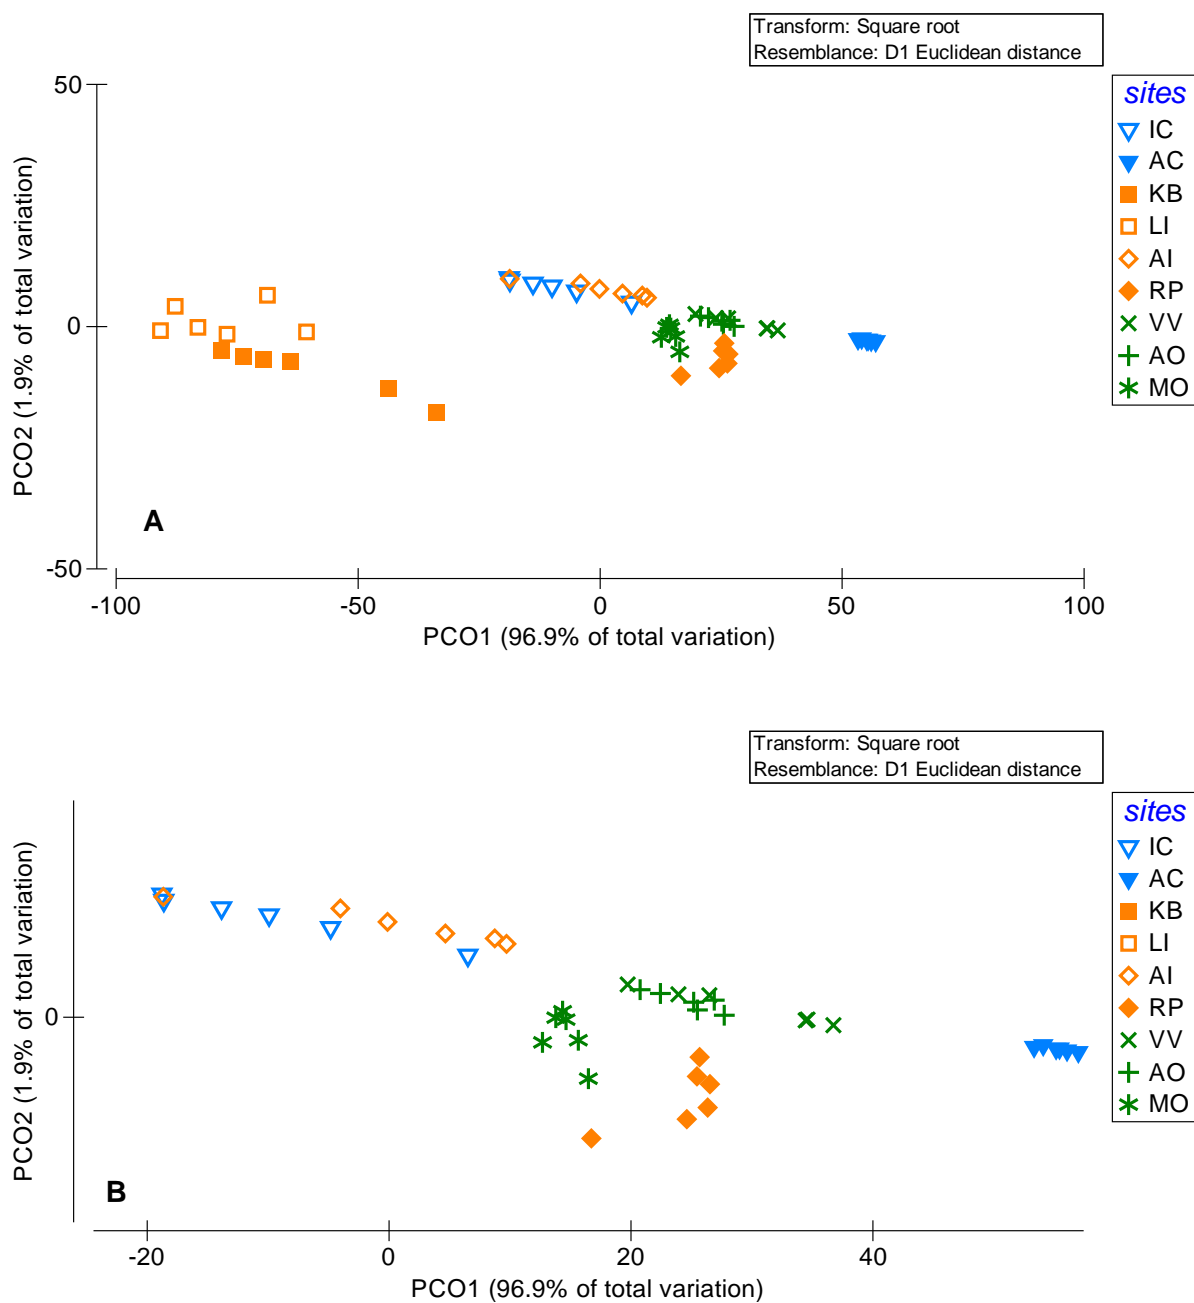 Transform: Square root
Resemblance: D1 Euclidean distance
sites
IC
AC
KB
LI
AI
RP
VV
AO
MO
50
0
-50
PCO2 (1.9% of total variation)
A
-100
-50
0
50
100
PCO1 (96.9% of total variation)
Transform: Square root
Resemblance: D1 Euclidean distance
sites
IC
AC
KB
LI
AI
RP
VV
AO
MO
0
PCO2 (1.9% of total variation)
B
-20
0
20
40
PCO1 (96.9% of total variation)